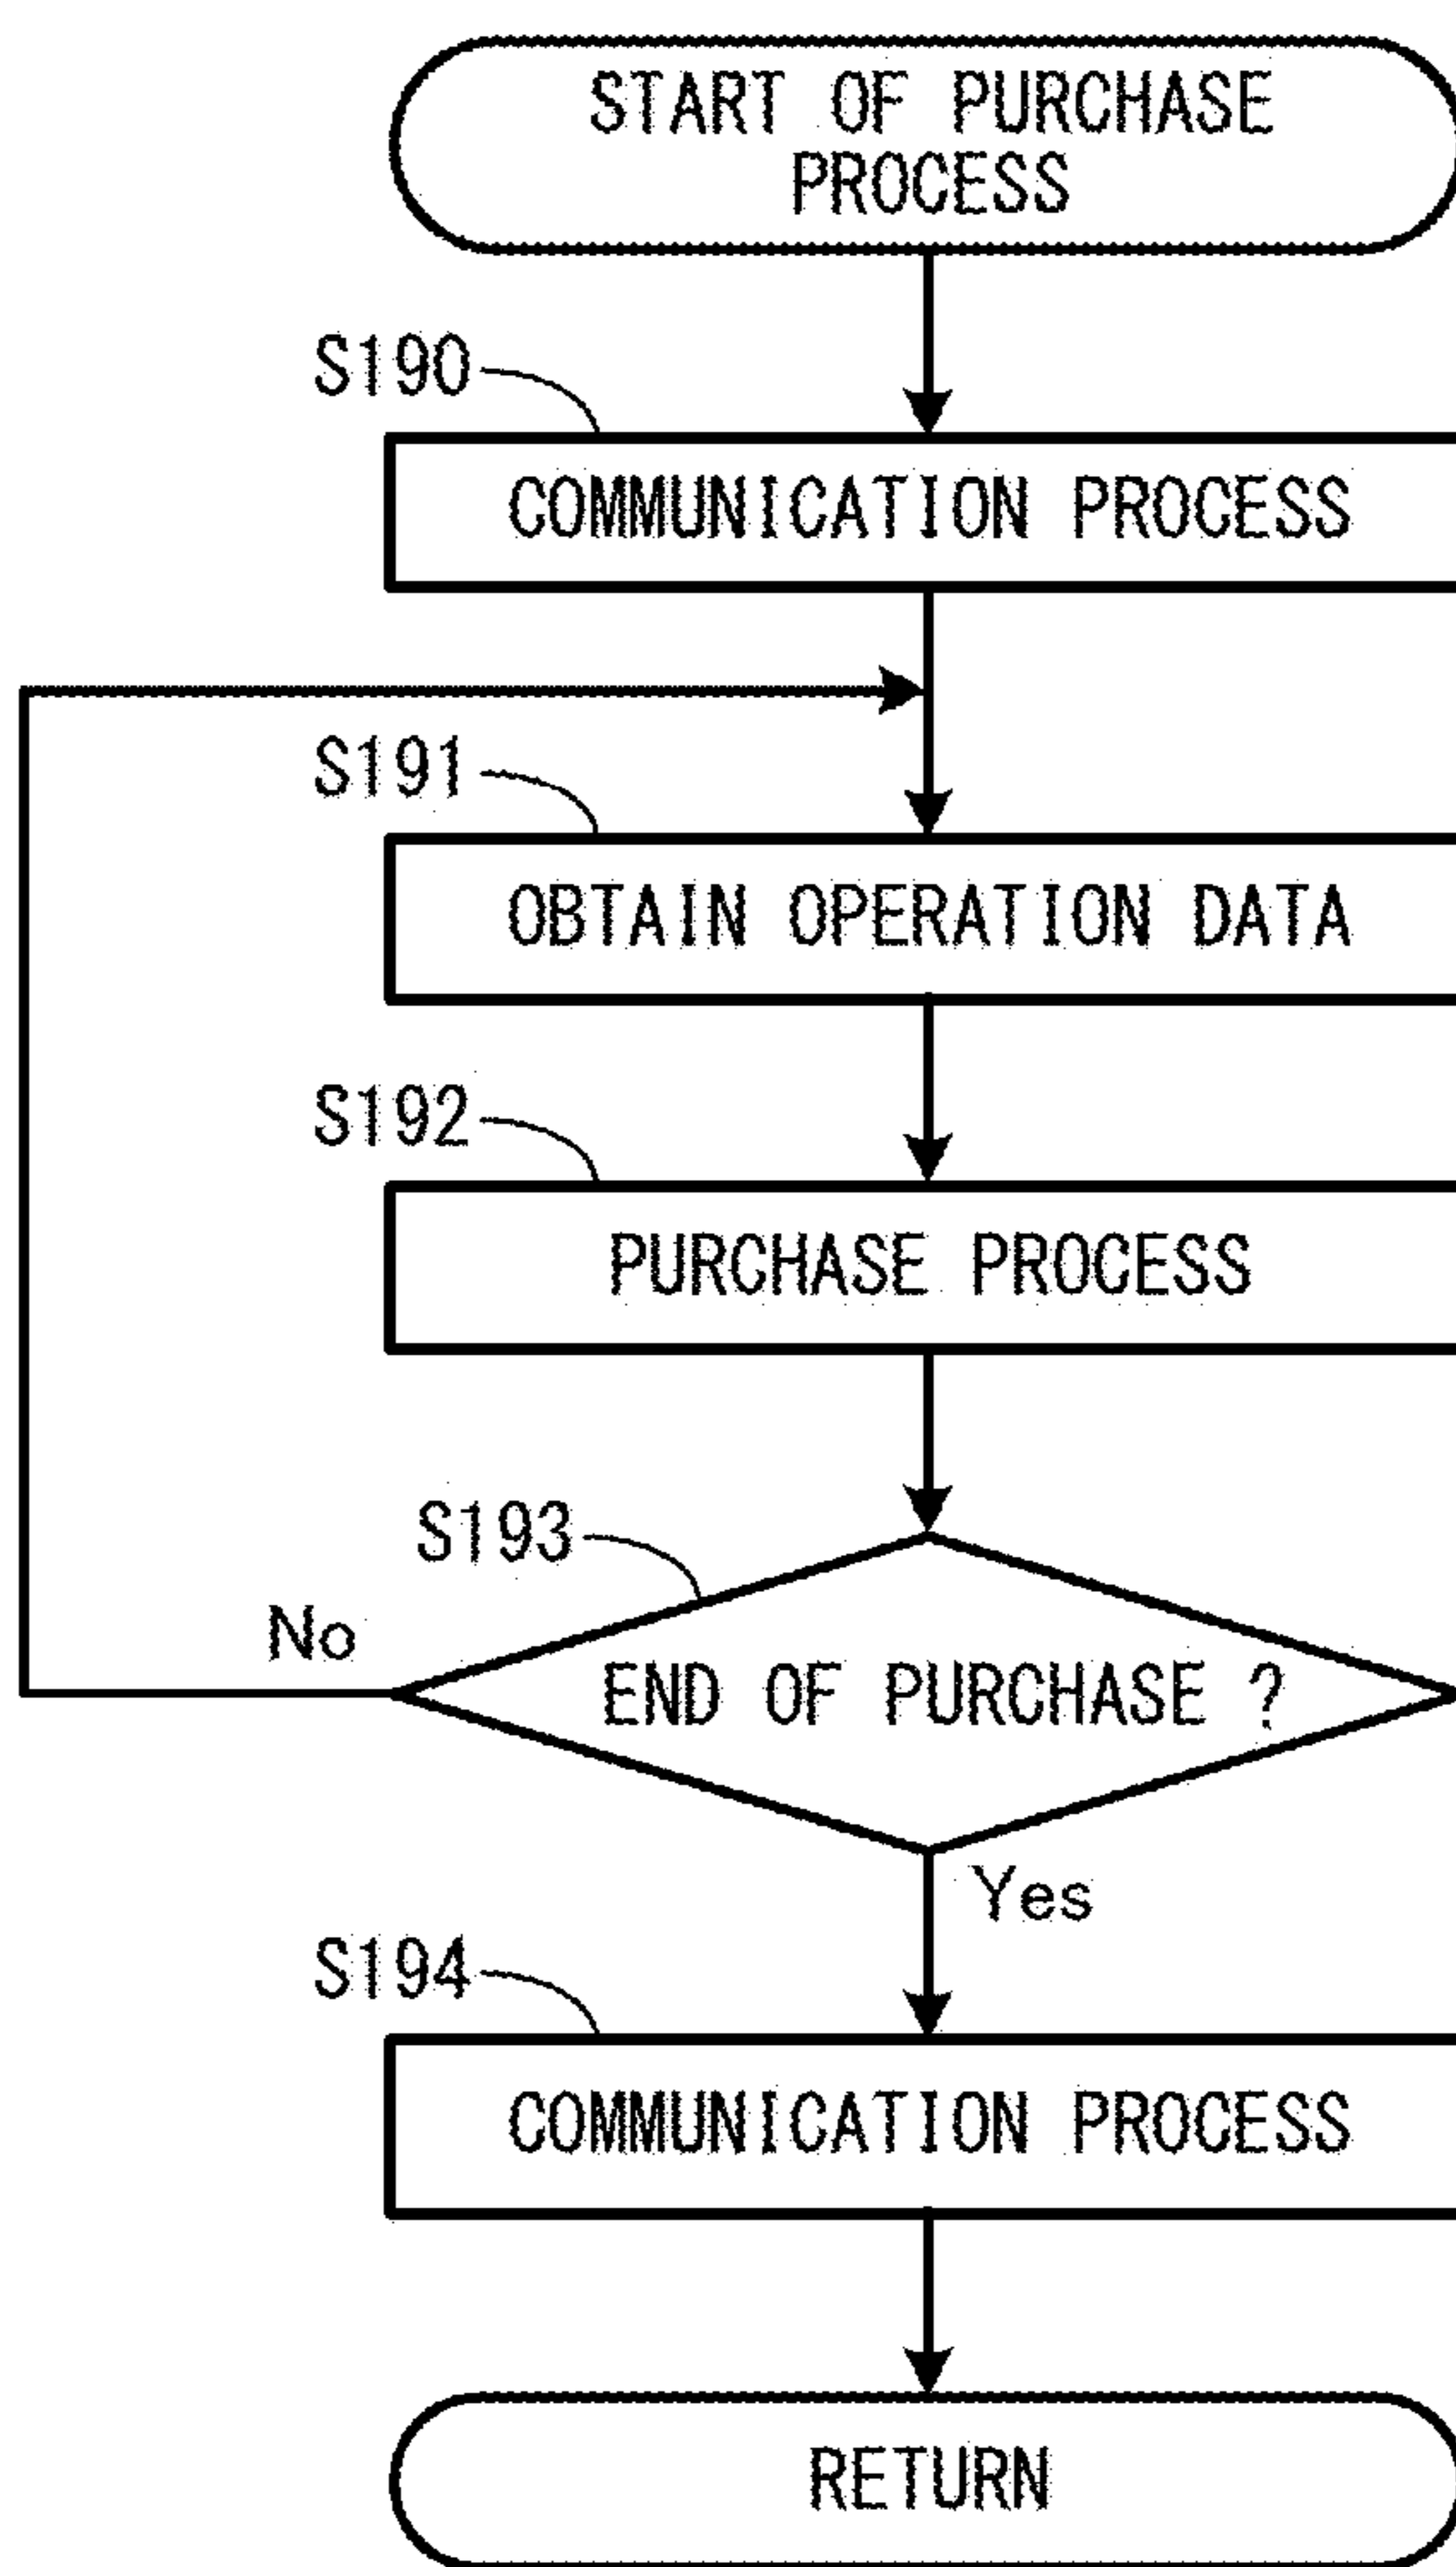 START OF PURCHASE
PROCESS
S190
COMMUNICATION PROCESS
S191
OBTAIN OPERATION DATA
S192
PURCHASE PROCESS
S193
No
END OF PURCHASE ?
Yes
S194
COMMUNICATION PROCESS
RETURN